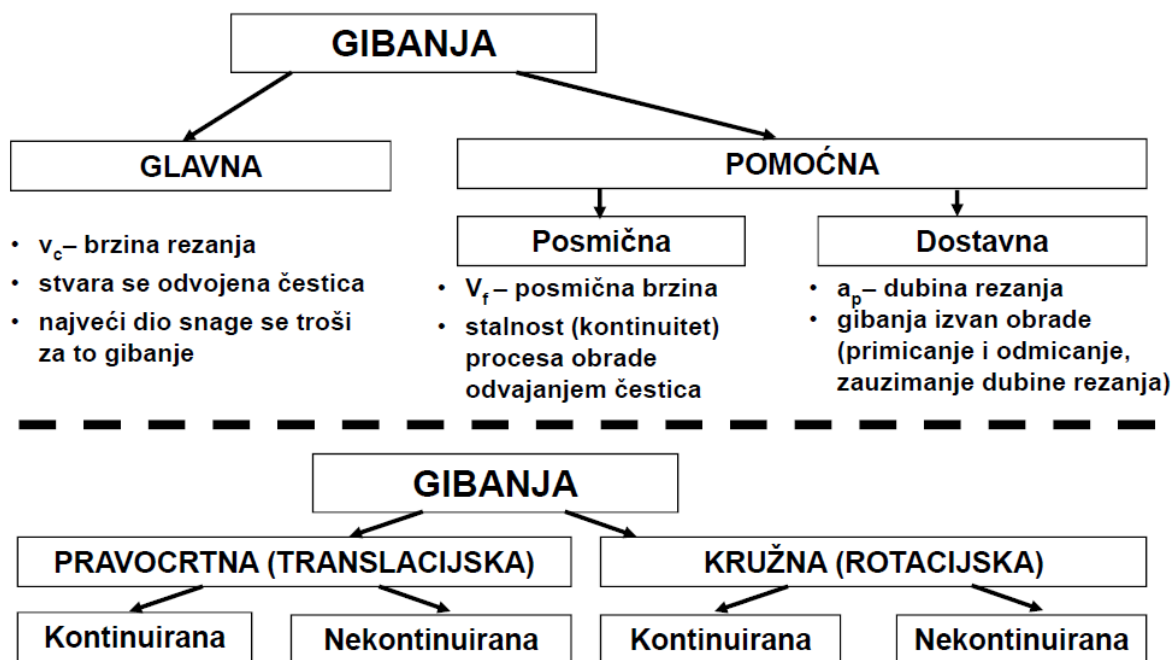 GIBANJA
GLAVNA
• vc– brzina rezanja
• stvara se odvojena čestica
• najveći dio snage se troši
za to gibanje
POMOĆNA
Posmična
• Vf – posmična brzina
• stalnost (kontinuitet)
procesa obrade
odvajanjem čestica
Dostavna
• ap– dubina rezanja
• gibanja izvan obrade
(primicanje i odmicanje,
zauzimanje dubine rezanja)
GIBANJA
PRAVOCRTNA (TRANSLACIJSKA)
Kontinuirana
Nekontinuirana
KRUŽNA (ROTACIJSKA)
Kontinuirana
Nekontinuirana